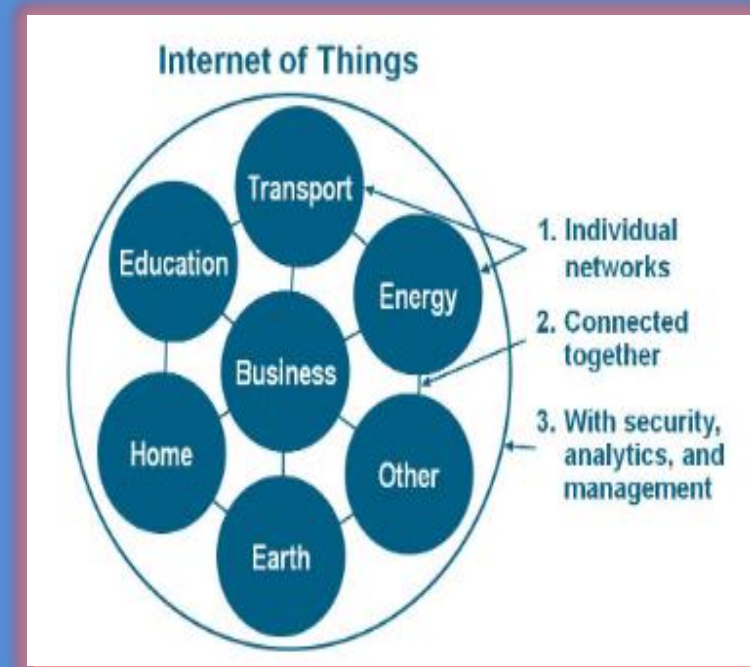 Internet of Things
Transport
Education
Energy
Business
Home
Other
Earth
1. Individual
networks
2. Connected
together
3. With security,
analytics, and
management